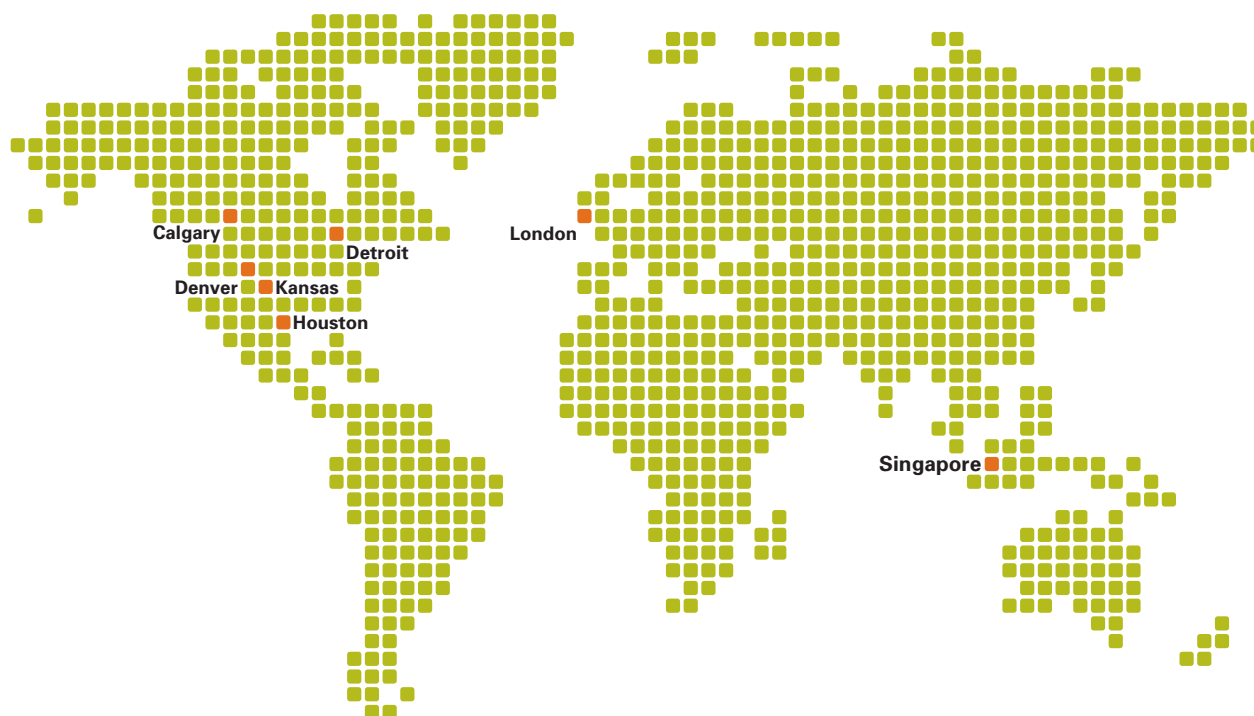 Calgary
London
Detroit
Denver
Kansas
Houston
Singapore